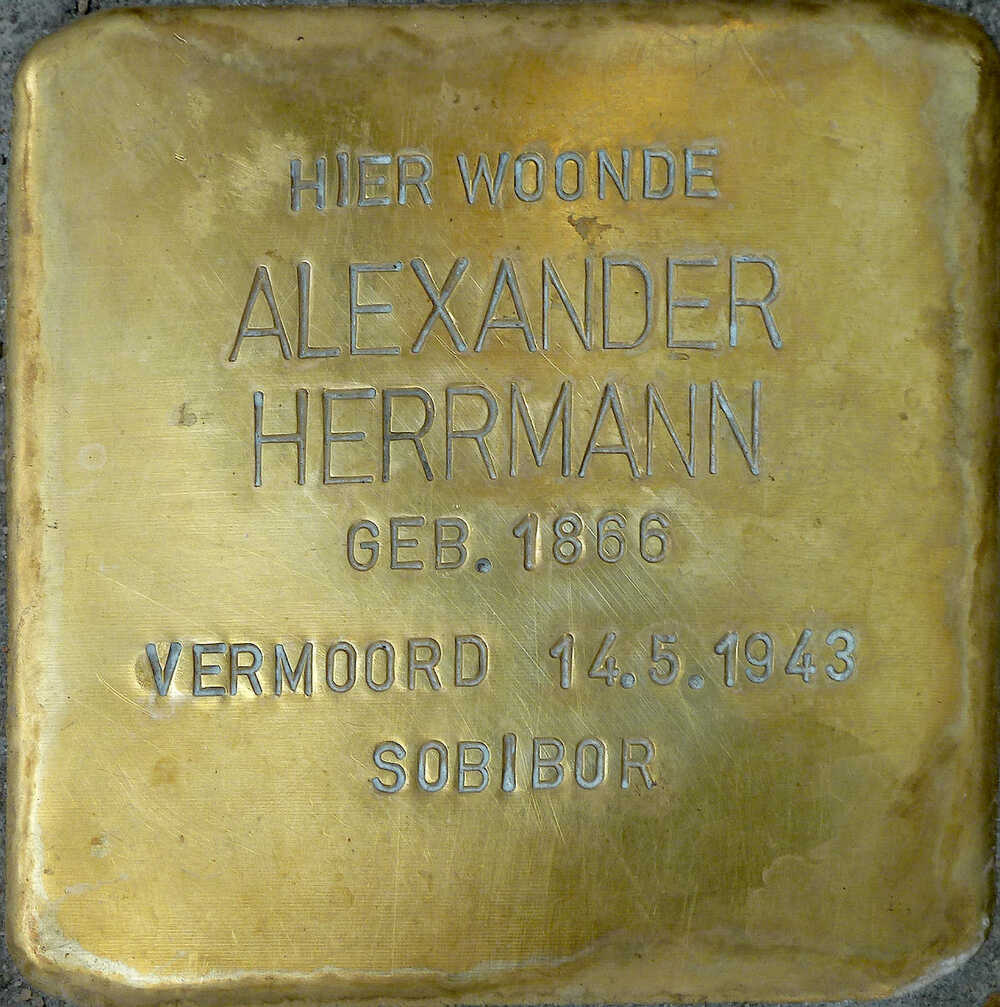 HIER WOONDE
ALEXANDER
HERRMANN
GEB. 1866
VERMOORD 14.5.1943
SOBIBOR